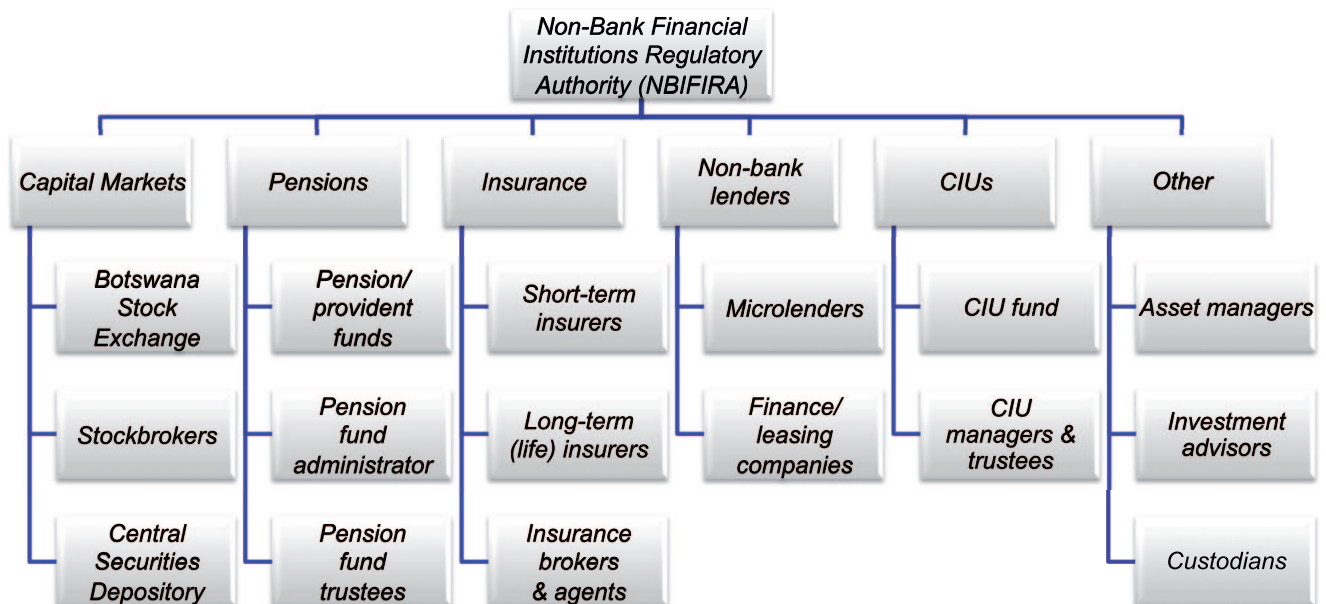 Non-Bank Financial
Institutions Regulatory
Authority (NBIFIRA)
Capital Markets
Pensions
Insurance
Non-bank
lenders
CIUs
Other
Botswana
Stock
Exchange
Pension/
provident
funds
Short-term
insurers
Microlenders
CIU fund
Asset managers
Stockbrokers
Pension
fund
administrator
Long-term
(life) insurers
Finance/
leasing
companies
CIU
managers &
trustees
Investment
advisors
Central
Securities
Depository
Pension
fund
trustees
Insurance
brokers
& agents
Custodians